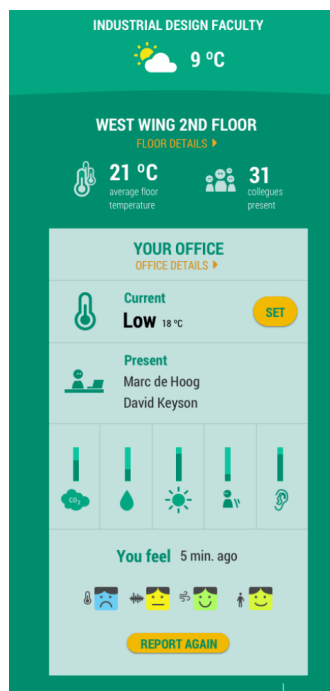 INDUSTRIAL DESIGN FACULTY
9 ºC
WEST WING 2ND FLOOR
FLOOR DETAILS
21 ºC
average floor
temperature
31
collegues
present
YOUR OFFICE
OFFICE DETAILS
Current
Low 18 ºC
SET
Present
Marc de Hoog
David Keyson
CO2
You feel 5 min. ago
REPORT AGAIN